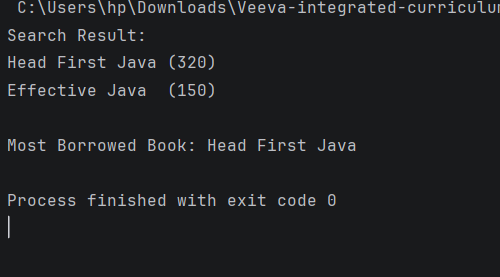 C:\Users\hp\Downloads\Veeva-integrated-curriculu
Search Result:
Head First Java (320)
Effective Java  (150)
Most Borrowed Book: Head First Java
Process finished with exit code 0